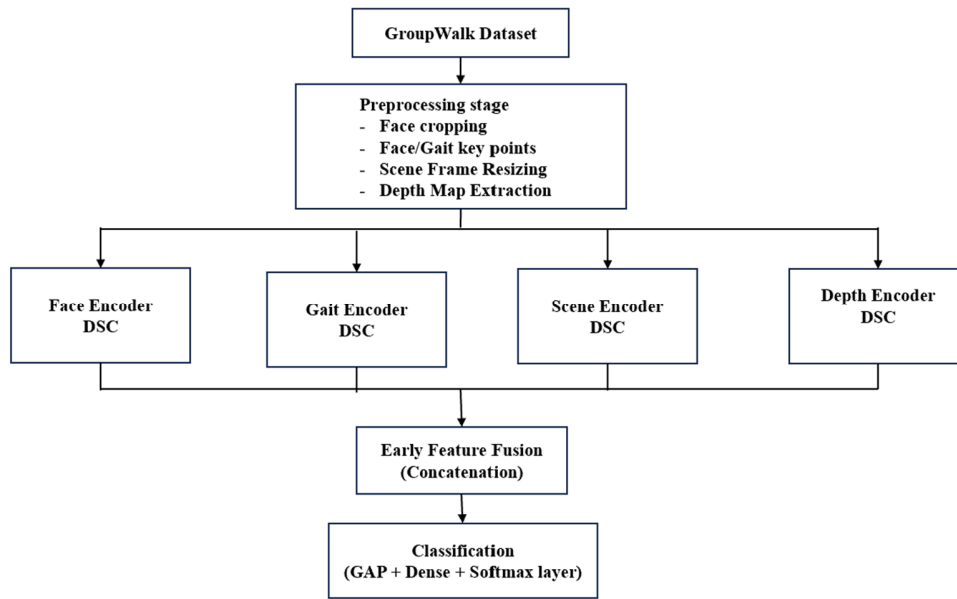 GroupWalk Dataset
Preprocessing stage
- Face cropping
- Face/Gait key points
- Scene Frame Resizing
- Depth Map Extraction
Face Encoder
DSC
Gait Encoder
DSC
Scene Encoder
DSC
Depth Encoder
DSC
Early Feature Fusion
(Concatenation)
Classification
(GAP + Dense + Softmax layer)